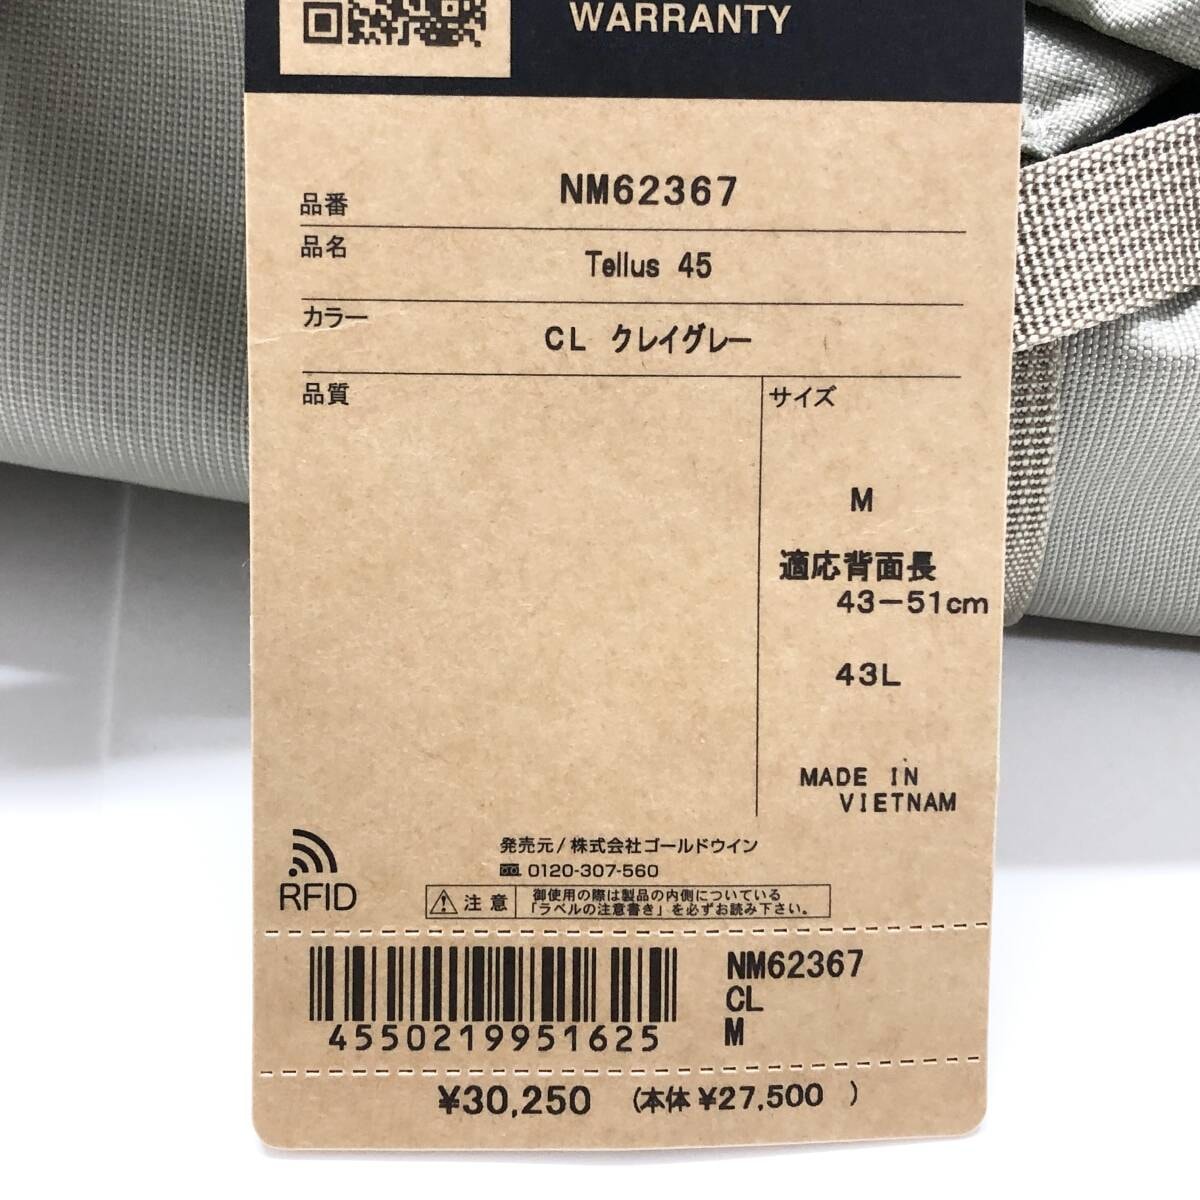 WARRANTY
品番 NM62367
品名 Tellus 45
カラー CL クレイグレー
品質
サイズ
M
適応背面長
43−51cm
43L
MADE IN
VIETNAM
RFID
発売元/株式会社ゴールドウイン
0120-307-560
注意 御使用の際は製品の内側についている
「ラベルの注意書き」を必ずお読み下さい。
4550219951625
NM62367
CL
M
¥30,250 (本体 ¥27,500 )